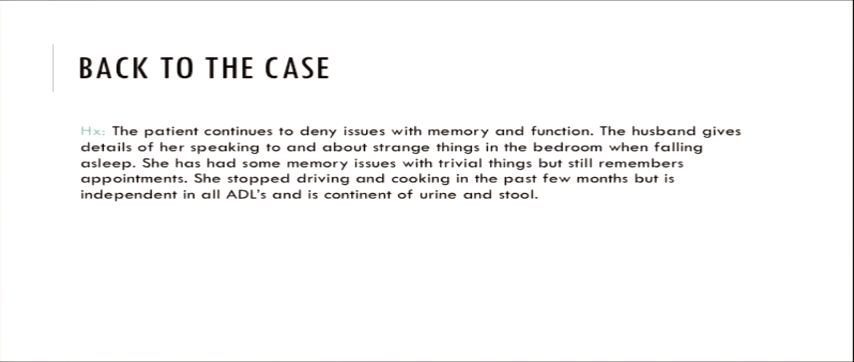 BACK TO THE CASE
Hx: The patient continues to deny issues with memory and function. The husband gives
details of her speaking to and about strange things in the bedroom when falling
asleep. She has had some memory issues with trivial things but still remembers
appointments. She stopped driving and cooking in the past few months but is
independent in all ADL's and is continent of urine and stool.